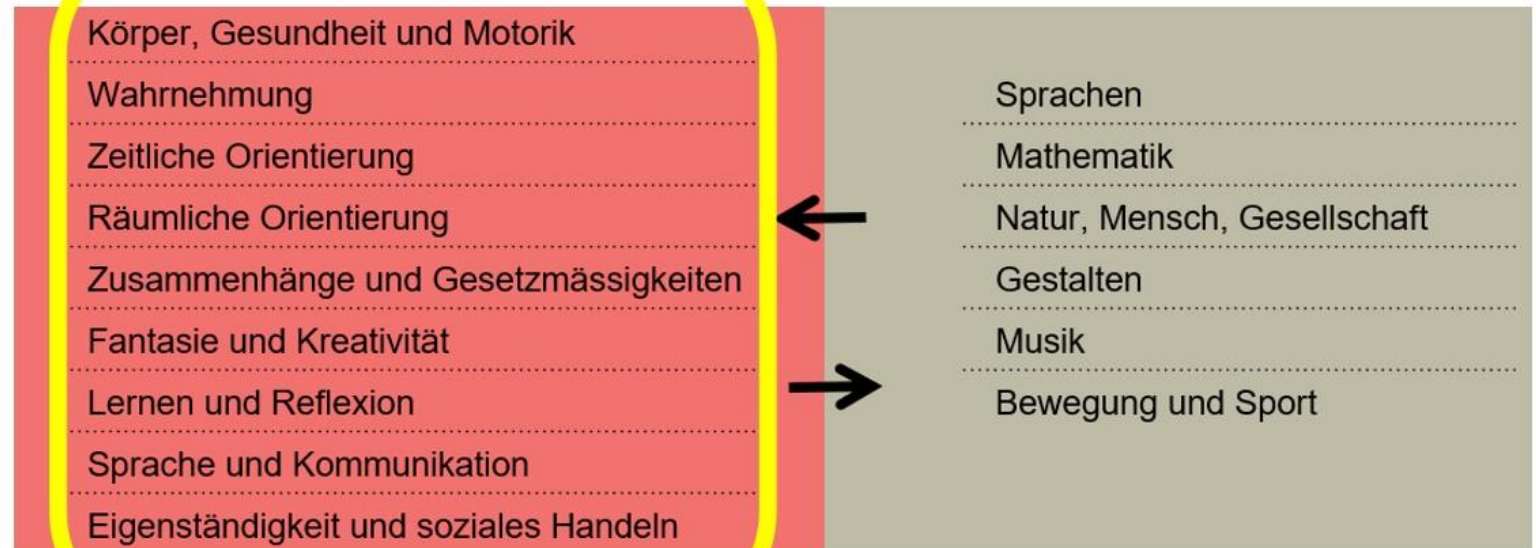 Körper, Gesundheit und Motorik
Wahrnehmung
Zeitliche Orientierung
Räumliche Orientierung
Zusammenhänge und Gesetzmässigkeiten
Fantasie und Kreativität
Lernen und Reflexion
Sprache und Kommunikation
Eigenständigkeit und soziales Handeln
Sprachen
Mathematik
Natur, Mensch, Gesellschaft
Gestalten
Musik
Bewegung und Sport